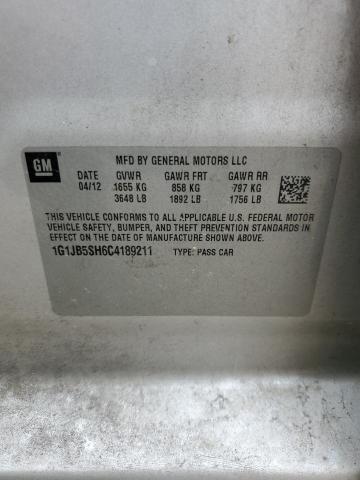 GM
MFD BY GENERAL MOTORS LLC
DATE GVWR GAWR FRT GAWR RR
04/12 1655 KG 858 KG 797 KG
3648 LB 1892 LB 1756 LB
THIS VEHICLE CONFORMS TO ALL APPLICABLE U.S. FEDERAL MOTOR
VEHICLE SAFETY, BUMPER, AND THEFT PREVENTION STANDARDS
IN EFFECT ON THE DATE OF MANUFACTURE SHOWN ABOVE.
1G1JB5SH6C4189211 TYPE: PASS CAR